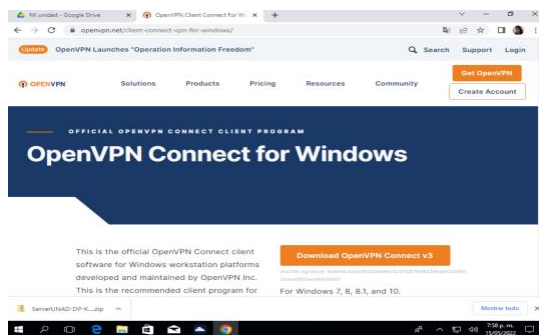 Mi unidad - Google Drive
OpenVPN Client Connect For Wi
openvpn.net/client-connect-vpn-for-windows/
Update OpenVPN Launches "Operation Information Freedom"
Search Support Login
OPENVPN Solutions Products Pricing Resources Community
Get OpenVPN
Create Account
OFFICIAL OPENVPN CONNECT CLIENT PROGRAM
OpenVPN Connect for Windows
This is the official OpenVPN Connect client
software for Windows workstation platforms
developed and maintained by OpenVPN Inc.
This is the recommended client program for
Download OpenVPN Connect v3
For Windows 7, 8, 8.1, and 10.
ServerUNAD-DP-K....zip
Mostrar todo
7:58 p. m.
15/05/2022